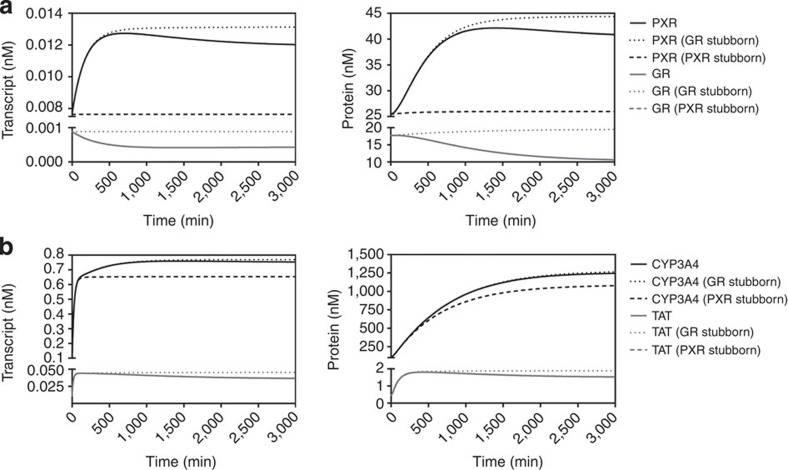 a
Transcript (nM)
0.014
0.012
0.010
0.008
0.001
0.000
0
500
1,000
1,500
2,000
2,500
3,000
Time (min)
Protein (nM)
45
40
35
30
25
20
15
10
0
500
1,000
1,500
2,000
2,500
3,000
Time (min)
PXR
PXR (GR stubborn)
PXR (PXR stubborn)
GR
GR (GR stubborn)
GR (PXR stubborn)
b
Transcript (nM)
0.8
0.7
0.6
0.5
0.4
0.3
0.2
0.1
0.050
0.025
0
500
1,000
1,500
2,000
2,500
3,000
Time (min)
Protein (nM)
1,500
1,250
1,000
750
500
250
2
1
0
0
500
1,000
1,500
2,000
2,500
3,000
Time (min)
CYP3A4
CYP3A4 (GR stubborn)
CYP3A4 (PXR stubborn)
TAT
TAT (GR stubborn)
TAT (PXR stubborn)